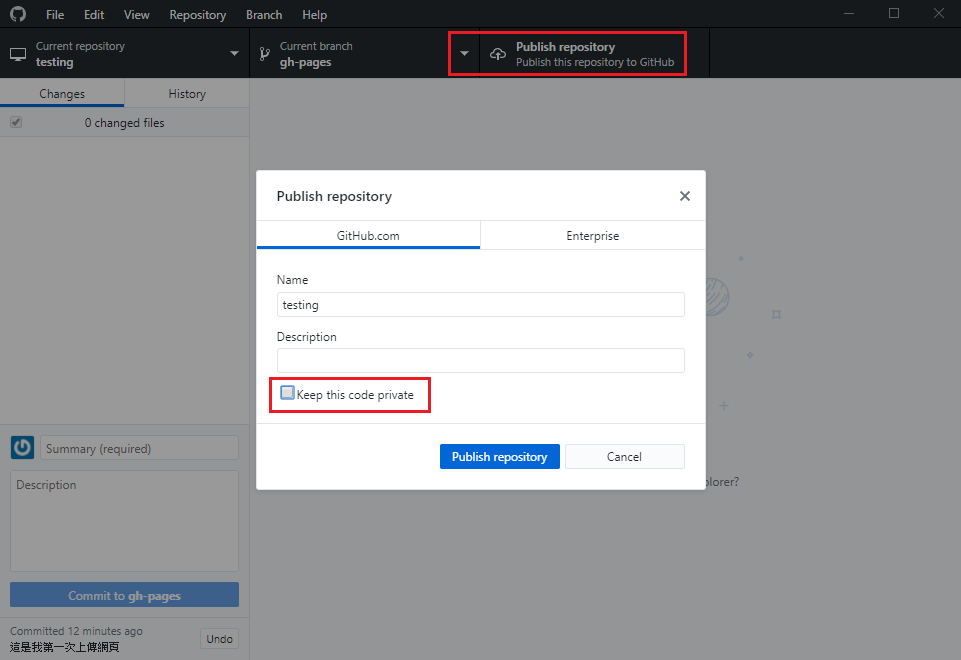 File Edit View Repository Branch Help
Current repository
testing
Current branch
gh-pages
Publish repository
Publish this repository to GitHub
Changes History
0 changed files
Publish repository
GitHub.com Enterprise
Name
testing
Description
Keep this code private
Publish repository Cancel
plorer?
Summary (required)
Description
Commit to gh-pages
Committed 12 minutes ago
這是我第一次上傳網頁
Undo